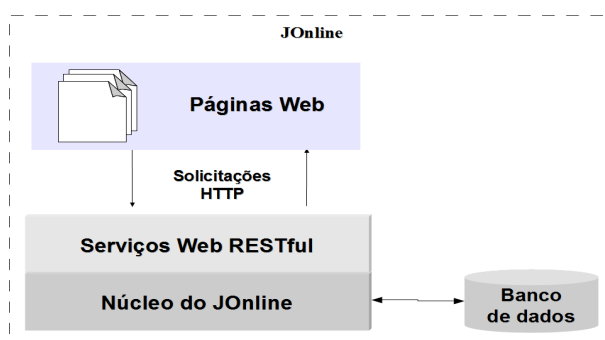 JOnline
Páginas Web
Solicitações
HTTP
Serviços Web RESTful
Núcleo do JOnline
Banco
de dados